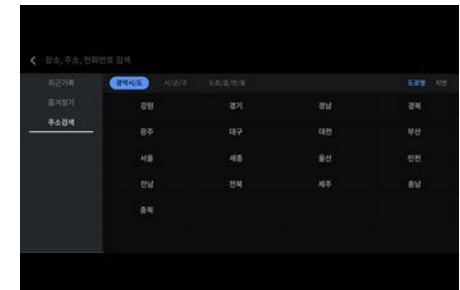 장소, 주소, 전화번호 검색
최근기록
즐겨찾기
주소검색
광역시/도 시/군/구 도로/읍/면/동 도로명 지번
강원 경기 경남 경북
광주 대구 대전 부산
서울 세종 울산 인천
전남 전북 제주 충남
충북